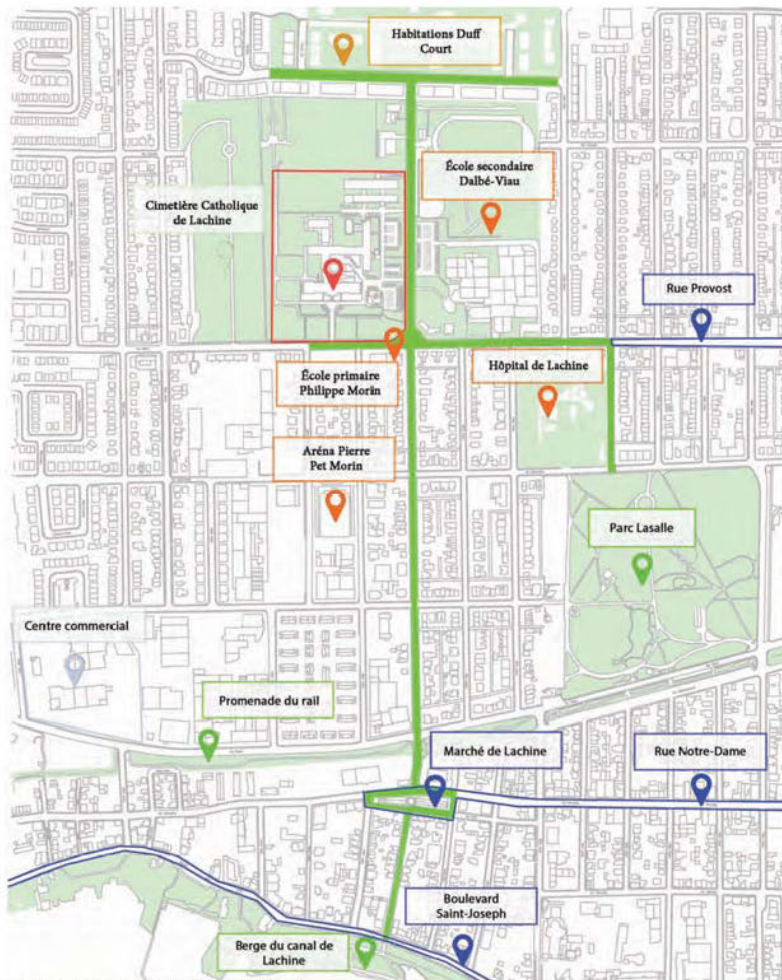 Habitations Duff
Court
École secondaire
Dalbé-Viau
Cimetière Catholique
de Lachine
Rue Provost
École primaire
Philippe Morin
Hôpital de Lachine
Aréna Pierre
Pet Morin
Parc Lasalle
Centre commercial
Promenade du rail
Marché de Lachine
Rue Notre-Dame
Boulevard
Saint-Joseph
Berge du canal de
Lachine